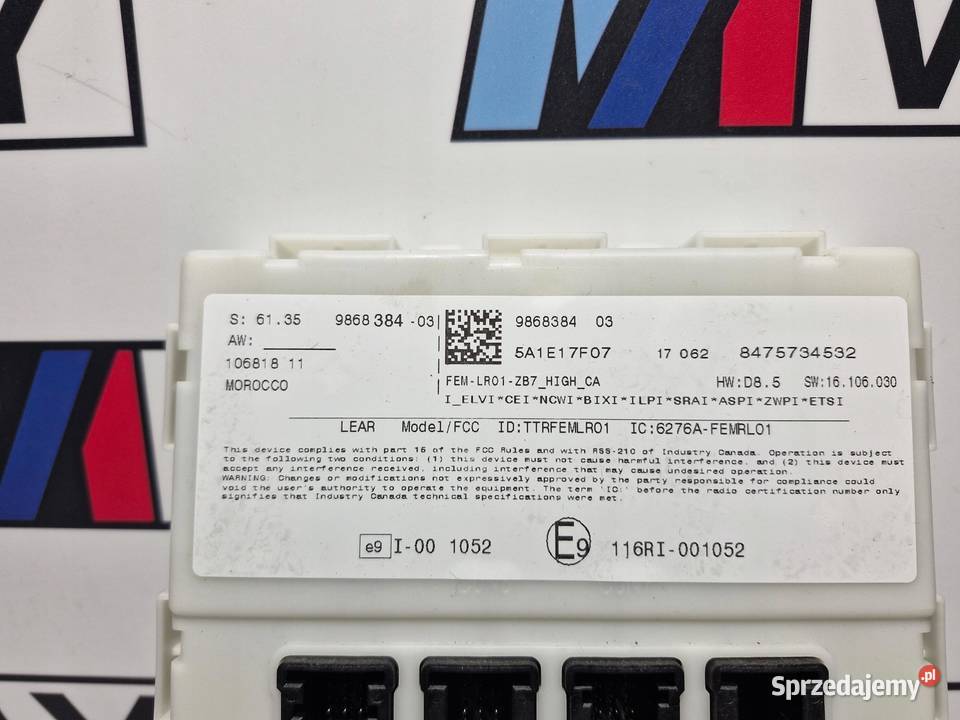 S: 61.35 9868 384 -03 9868384 03
AW:
5A1E17F07 17 062 8475734532
106818 11
MOROCCO
FEM-LR01-ZB7_HIGH_CA HW:D8.5 SW:16.106.030
I_ELVI*CEI*NCWI*BIXI*ILPI*SRAI*ASPI*ZWPI*ETSI
LEAR Model/FCC ID:TTRFEMLR01 IC:6276A-FEMRL01
This device complies with part 15 of the FCC Rules and with RSS-210 of Industry Canada. Operation is subject
to the following two conditions: (1) this device must not cause harmful interference, and (2) this device must
accept any interference received, including interference that may cause undesired operation.
WARNING: Changes or modifications not expressively approved by the party responsible for compliance could
void the user's authority to operate the equipment. The term 'IC:' before the radio certification number only
signifies that Industry Canada technical specifications were met.
e9 I-00 1052 E9 116RI-001052
Sprzedajemy.pl